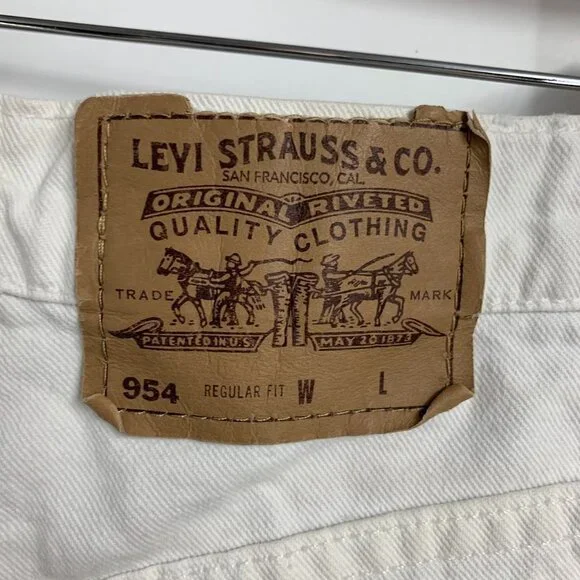 LEVI STRAUSS & CO.
SAN FRANCISCO, CAL.
ORIGINAL RIVETED
QUALITY CLOTHING
TRADE MARK
PATENTED IN U.S. MAY 20 1873
954 REGULAR FIT W L